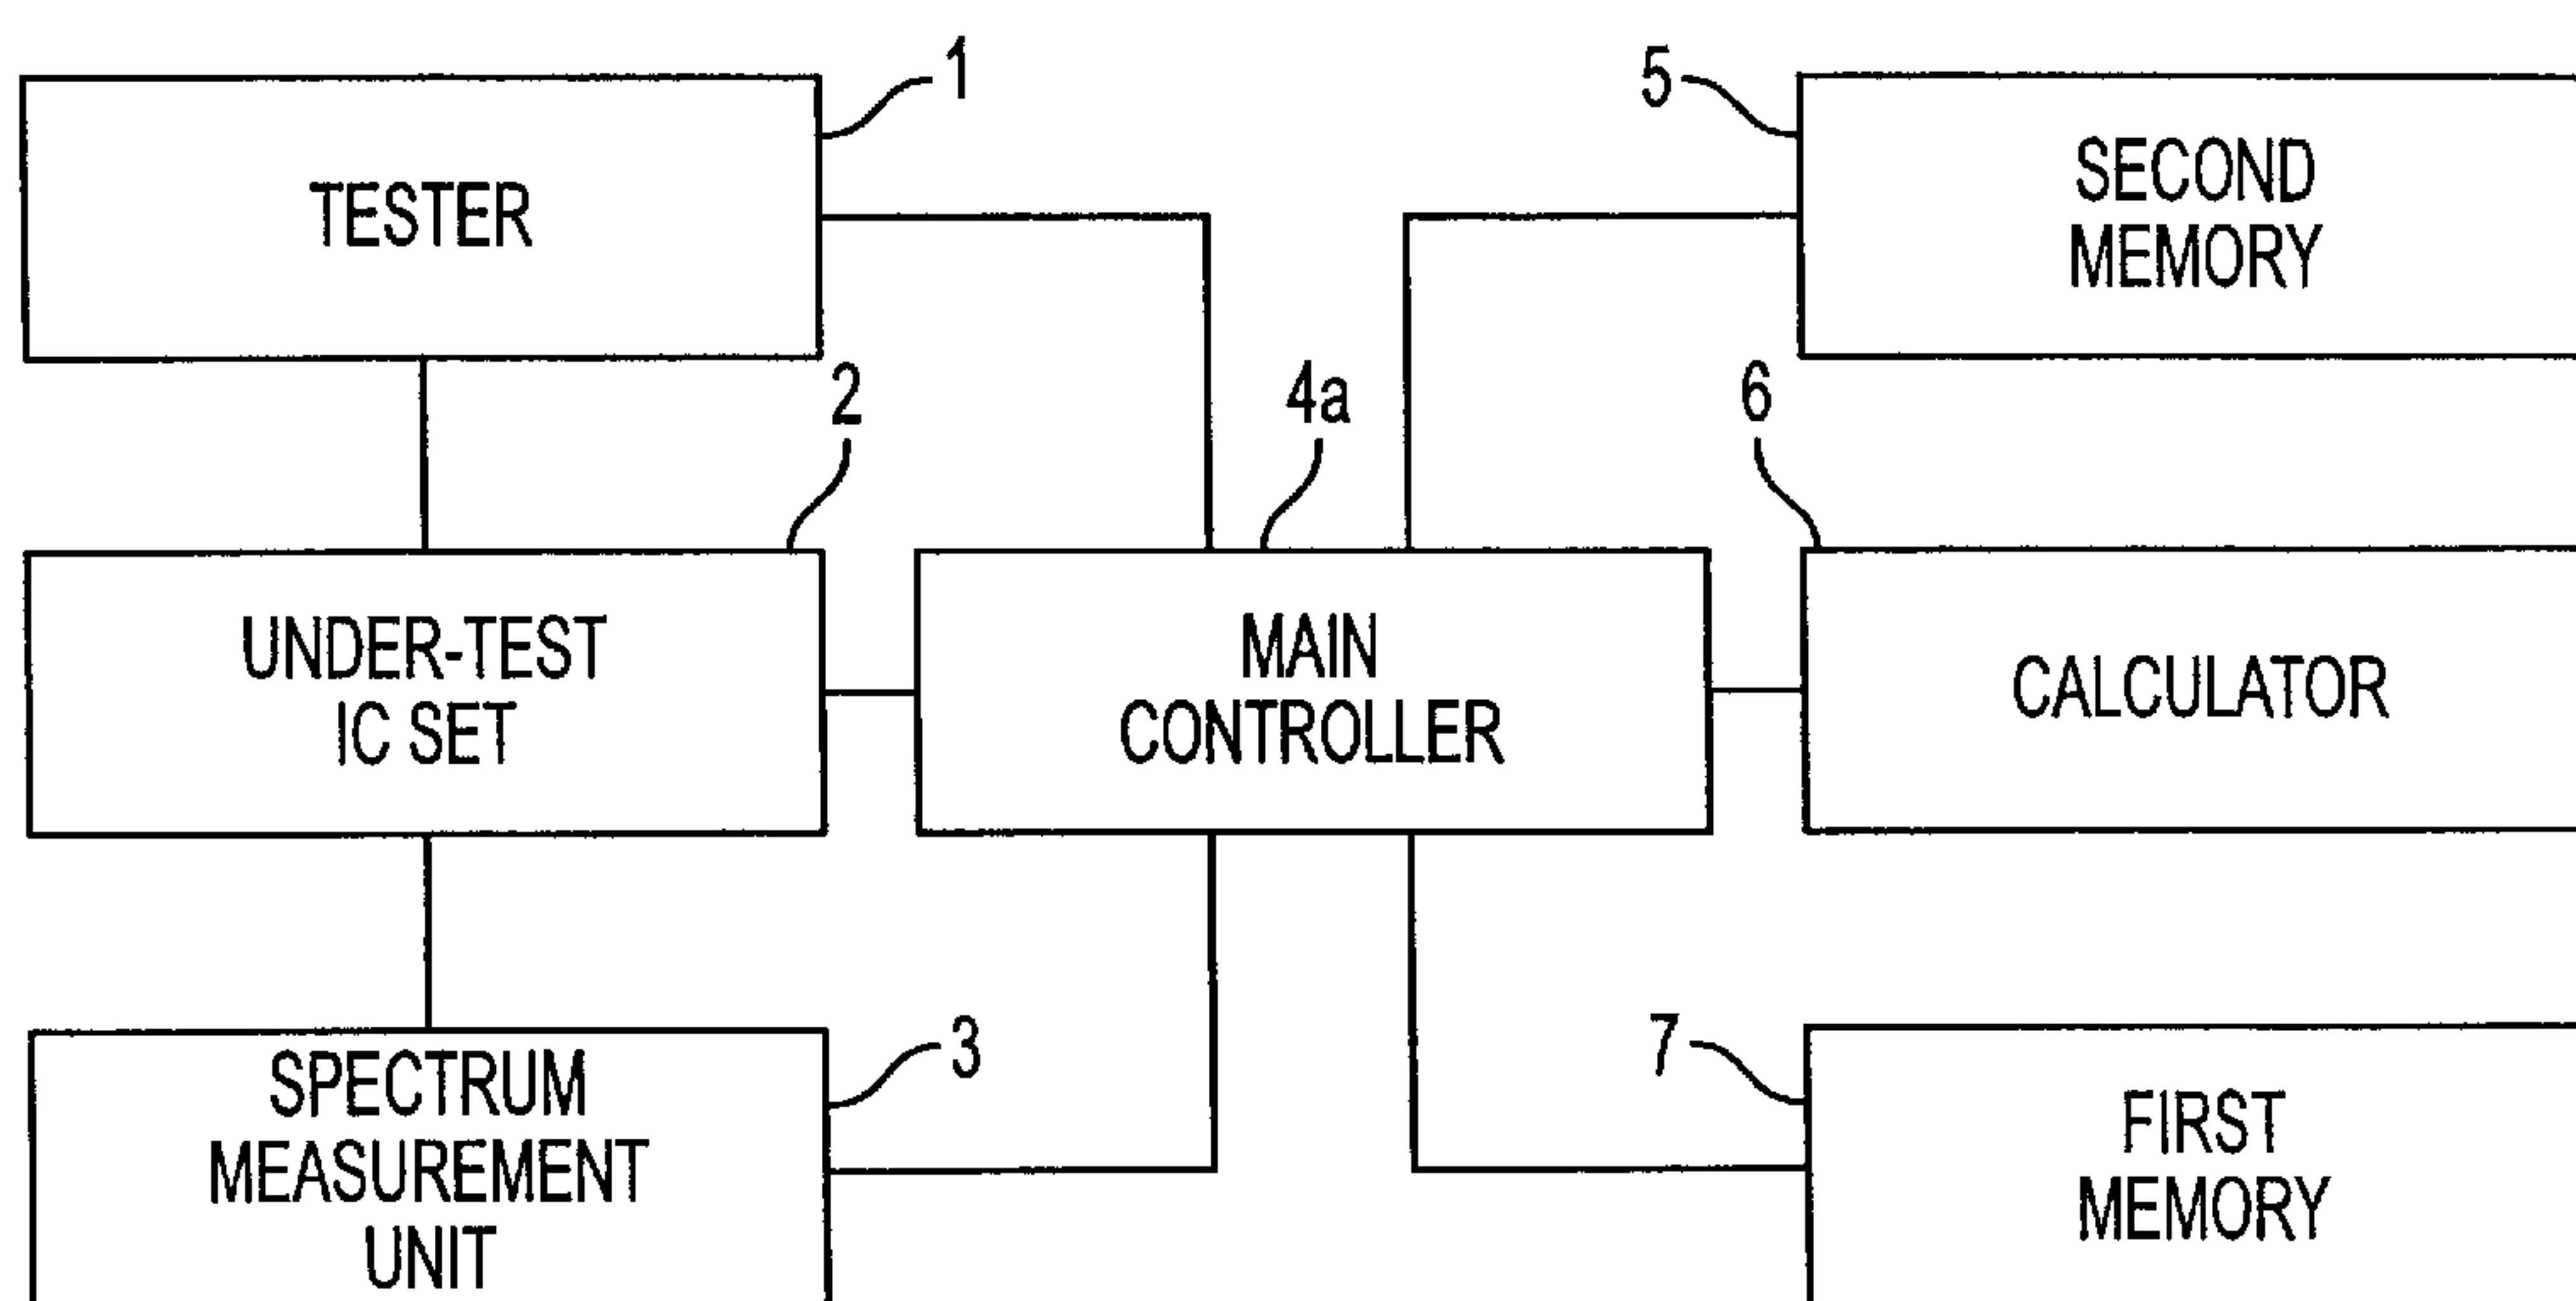 1
TESTER
5
SECOND
MEMORY
2
UNDER-TEST
IC SET
4a
MAIN
CONTROLLER
6
CALCULATOR
3
SPECTRUM
MEASUREMENT
UNIT
7
FIRST
MEMORY